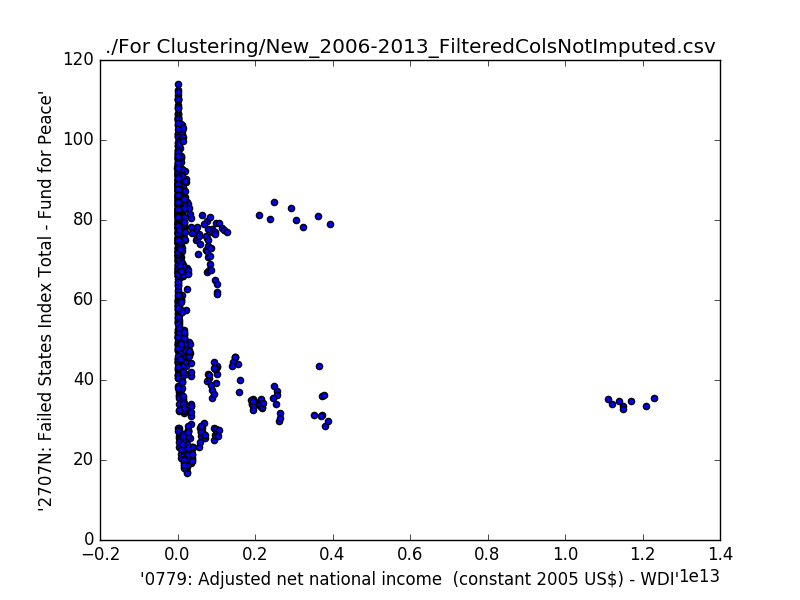 ./For Clustering/New_2006-2013_FilteredColsNotImputed.csv
'2707N: Failed States Index Total - Fund for Peace'
120
100
80
60
40
20
0
−0.2 0.0 0.2 0.4 0.6 0.8 1.0 1.2 1.4
1e13
'0779: Adjusted net national income  (constant 2005 US$) - WDI'